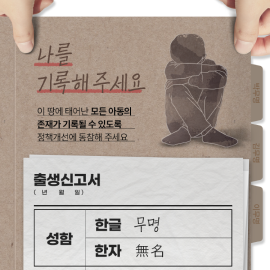 나를
기록해주세요
이 땅에 태어난 모든 아동의
존재가 기록될 수 있도록
정책개선에 동참해 주세요
출생신고서
( 년 월 일)
성함
한글 무명
한자 無名